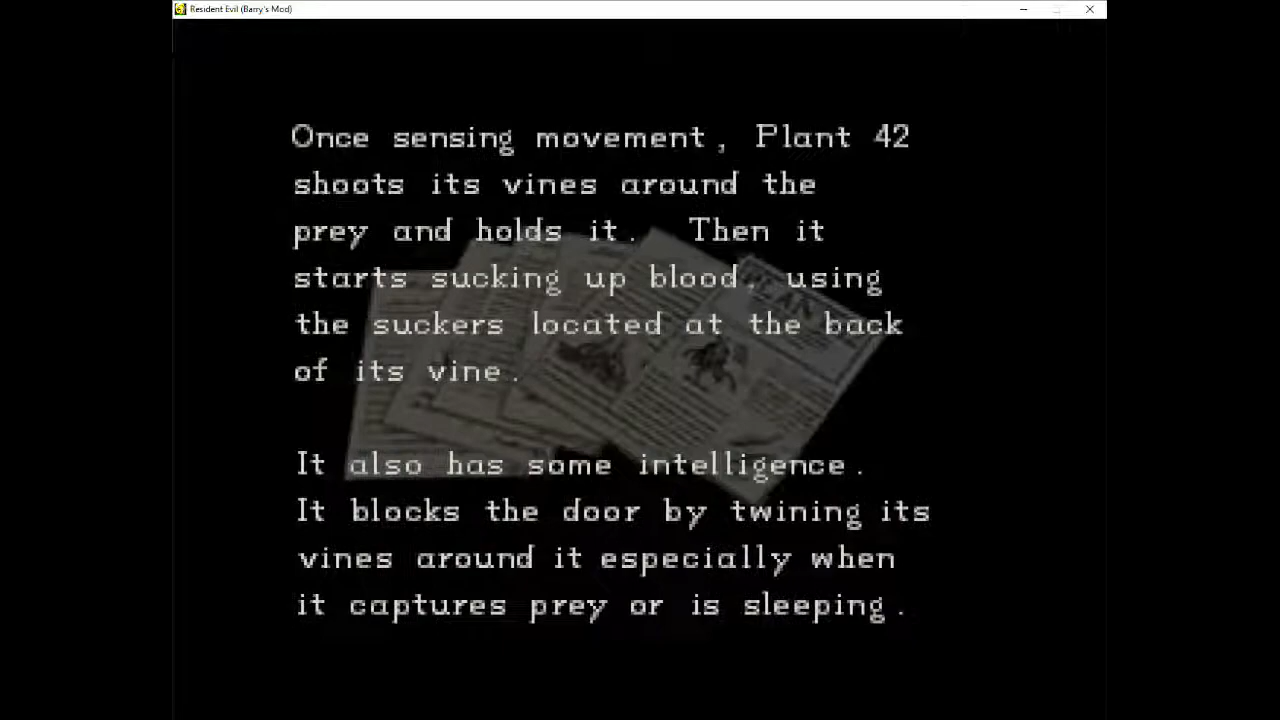 Resident Evil (Barry's Mod)
Once sensing movement, Plant 42
shoots its vines around the
prey and holds it. Then it
starts sucking up blood, using
the suckers located at the back
of its vine.
It also has some intelligence.
It blocks the door by twining its
vines around it especially when
it captures prey or is sleeping.